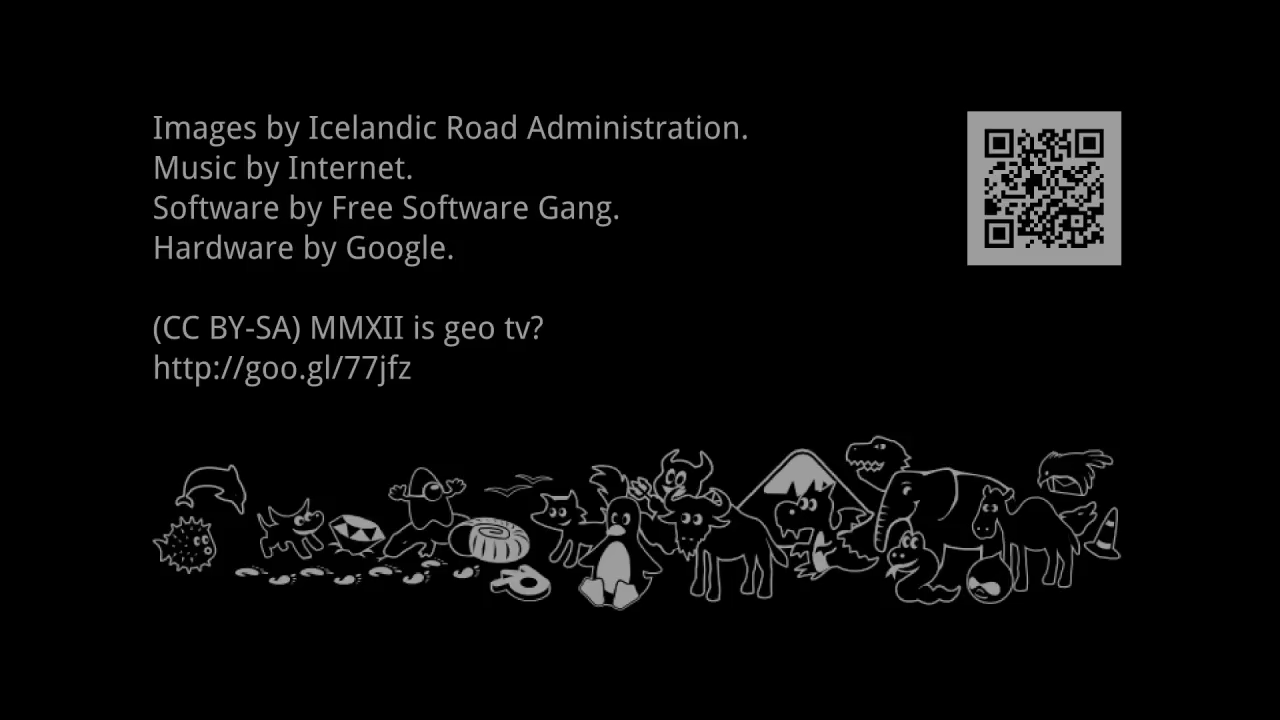 Images by Icelandic Road Administration.
Music by Internet.
Software by Free Software Gang.
Hardware by Google.
(CC BY-SA) MMXII is geo tv?
http://goo.gl/77jfz